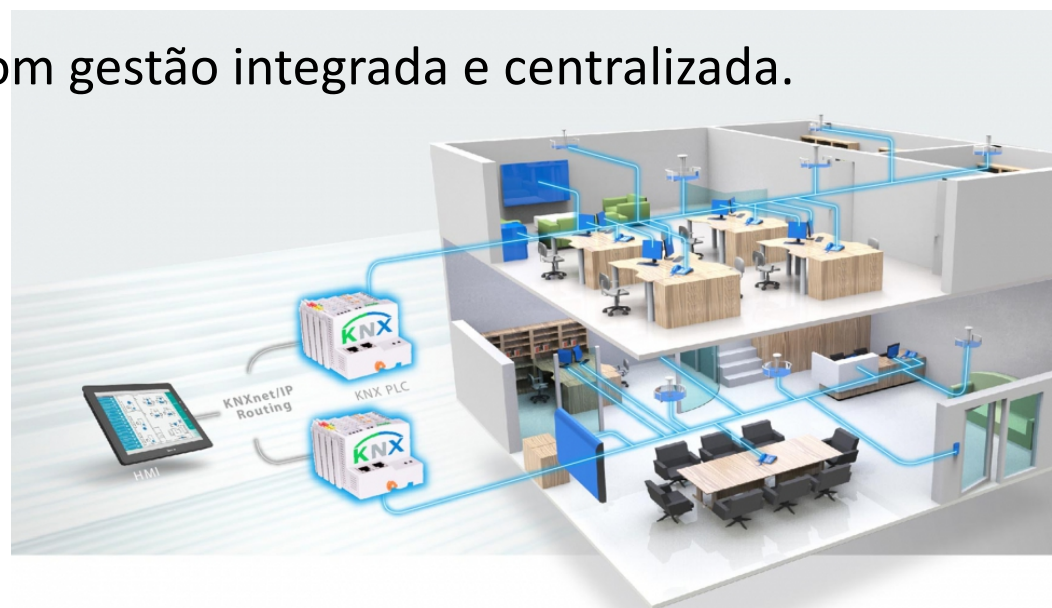 om gestão integrada e centralizada.
KNX
KNXnet/IP
Routing
KNX PLC
HMI
KNX